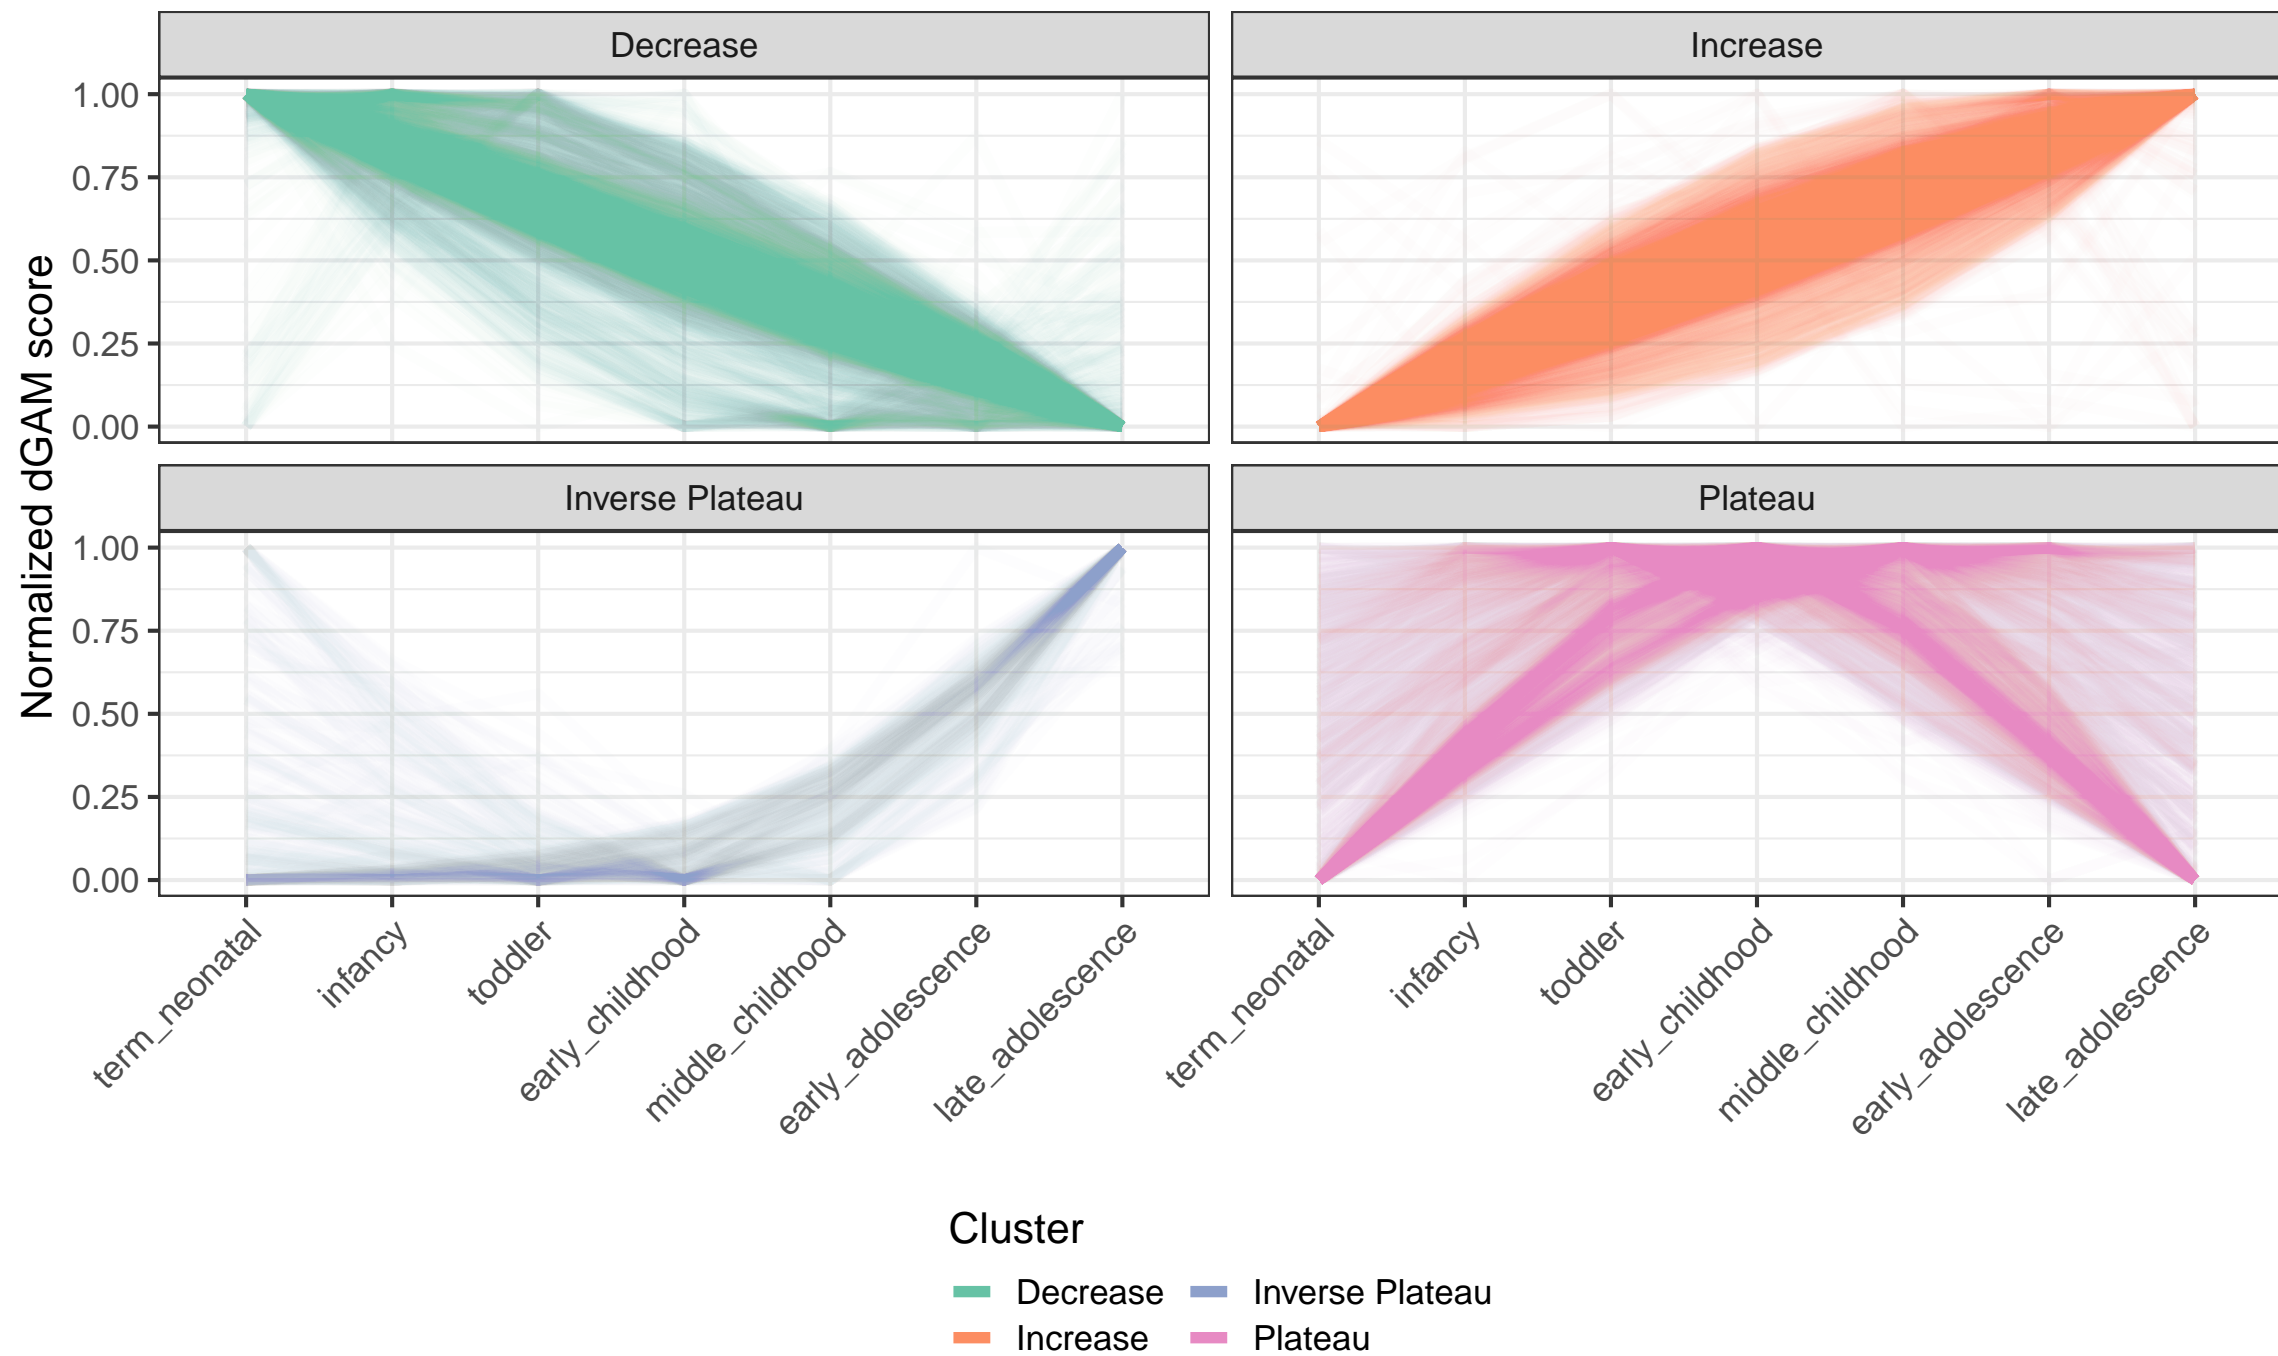 Decrease
Increase
Normalized dGAM score
1.00
0.75
0.50
0.25
0.00
Inverse Plateau
Plateau
1.00
0.75
0.50
0.25
0.00
term_neonatal
infancy
toddler
early_childhood
middle_childhood
early_adolescence
late_adolescence
term_neonatal
infancy
toddler
early_childhood
middle_childhood
early_adolescence
late_adolescence
Cluster
Decrease
Inverse Plateau
Increase
Plateau